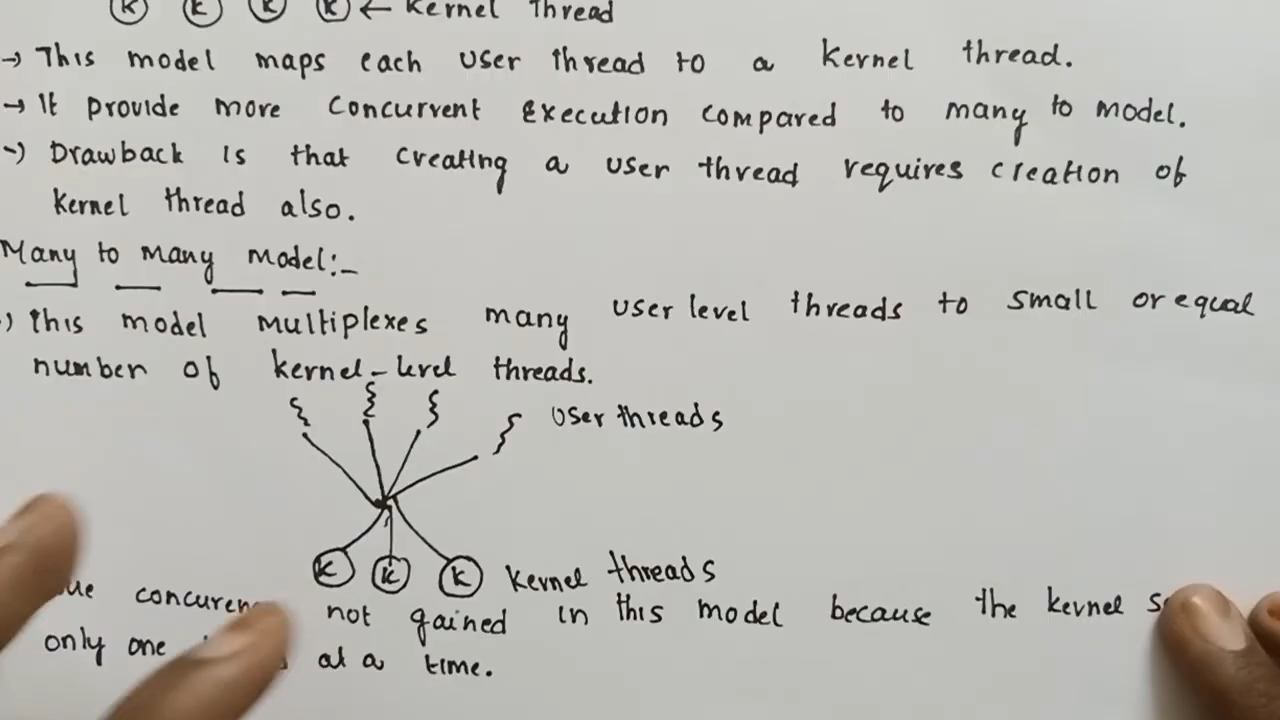 K K K K ← Kernel Thread
→ This model maps each user thread to a kernel thread.
→ It provide more concurrent execution compared to many to model.
→ Drawback is that creating a user thread requires creation of
kernel thread also.
Many to many model:-
→ This model multiplexes many user level threads to small or equal
number of kernel-level threads.
User threads
K K K Kernel threads
not gained in this model because the kernel
only one at a time.